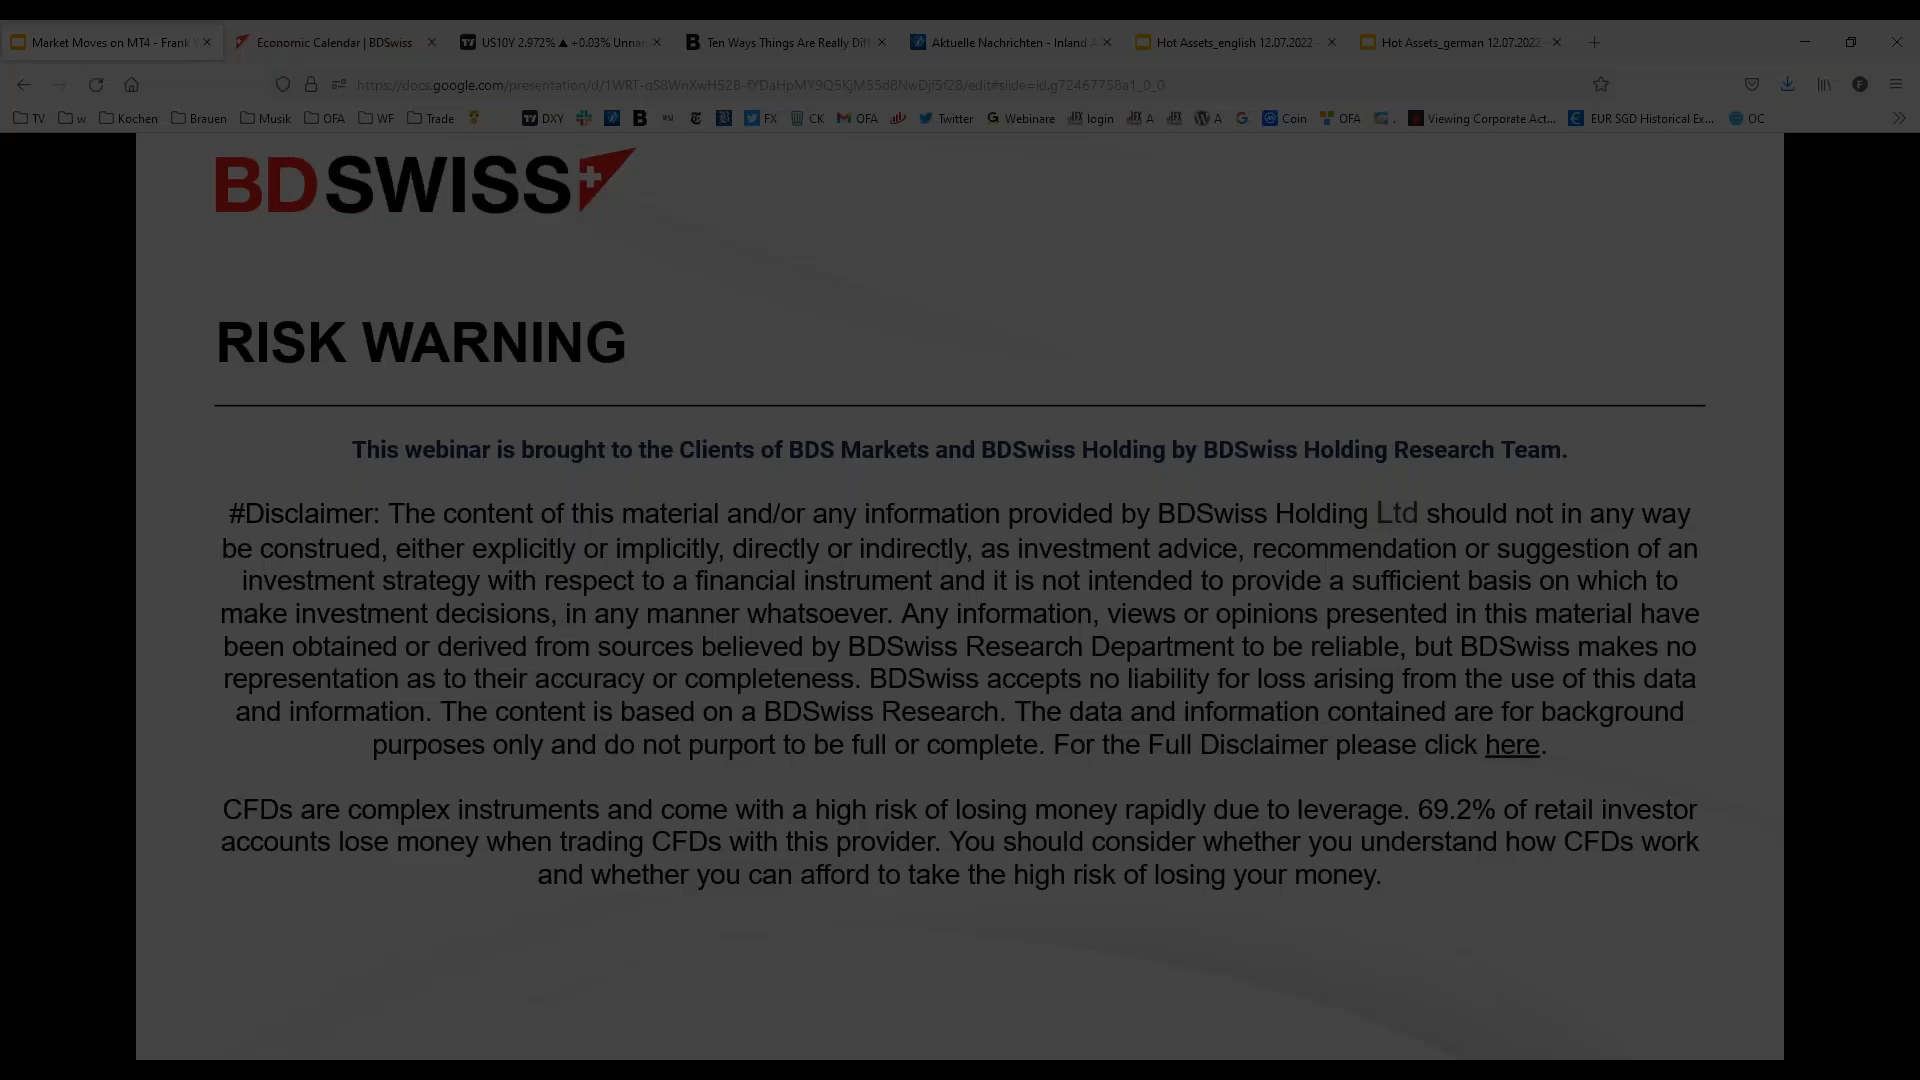 Market Moves on MT4 - Frank
Economic Calendar | BDSwiss
US10Y 2.972% ▲ +0.03% Unna
Ten Ways Things Are Really Diff
Aktuelle Nachrichten - Inland
Hot Assets_english 12.07.2022 -
Hot Assets_german 12.07.2022 -
https://docs.google.com/presentation/d/1WRT-qS8WnXwH52B-fYDaHpMY9Q5KjM55d8NwDjf5f28/edit#slide=id.g72467758a1_0_0
TV w Kochen Brauen Musik OFA WF Trade DXY FX CK OFA Twitter Webinare login A A Coin OFA . Viewing Corporate Act... EUR SGD Historical Ex... OC
BDSWISS
RISK WARNING
This webinar is brought to the Clients of BDS Markets and BDSwiss Holding by BDSwiss Holding Research Team.
#Disclaimer: The content of this material and/or any information provided by BDSwiss Holding Ltd should not in any way
be construed, either explicitly or implicitly, directly or indirectly, as investment advice, recommendation or suggestion of an
investment strategy with respect to a financial instrument and it is not intended to provide a sufficient basis on which to
make investment decisions, in any manner whatsoever. Any information, views or opinions presented in this material have
been obtained or derived from sources believed by BDSwiss Research Department to be reliable, but BDSwiss makes no
representation as to their accuracy or completeness. BDSwiss accepts no liability for loss arising from the use of this data
and information. The content is based on a BDSwiss Research. The data and information contained are for background
purposes only and do not purport to be full or complete. For the Full Disclaimer please click here.
CFDs are complex instruments and come with a high risk of losing money rapidly due to leverage. 69.2% of retail investor
accounts lose money when trading CFDs with this provider. You should consider whether you understand how CFDs work
and whether you can afford to take the high risk of losing your money.